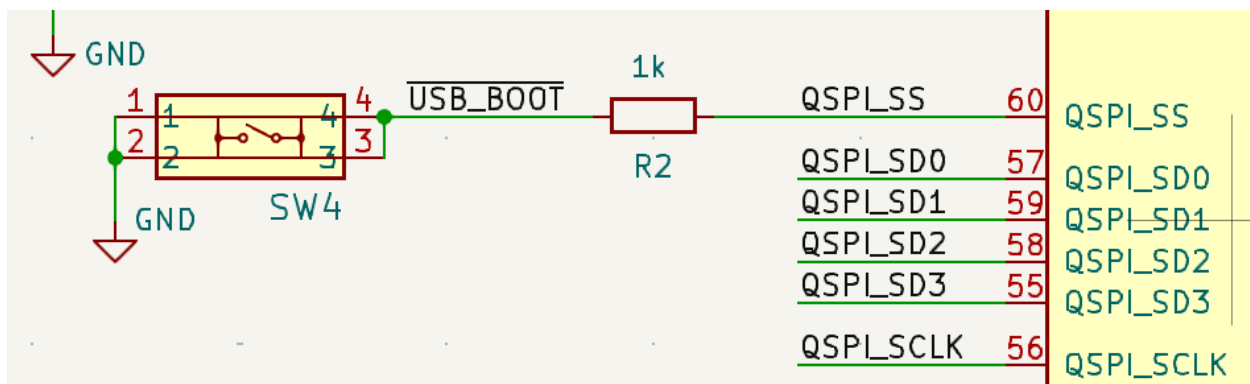 GND
1k
1 1 4 4 U̅S̅B̅_̅B̅O̅O̅T̅ QSPI_SS 60 QSPI_SS
2 2 3 3
R2
QSPI_SD0 57 QSPI_SD0
SW4
GND
QSPI_SD1 59 QSPI_SD1
QSPI_SD2 58 QSPI_SD2
QSPI_SD3 55 QSPI_SD3
QSPI_SCLK 56 QSPI_SCLK